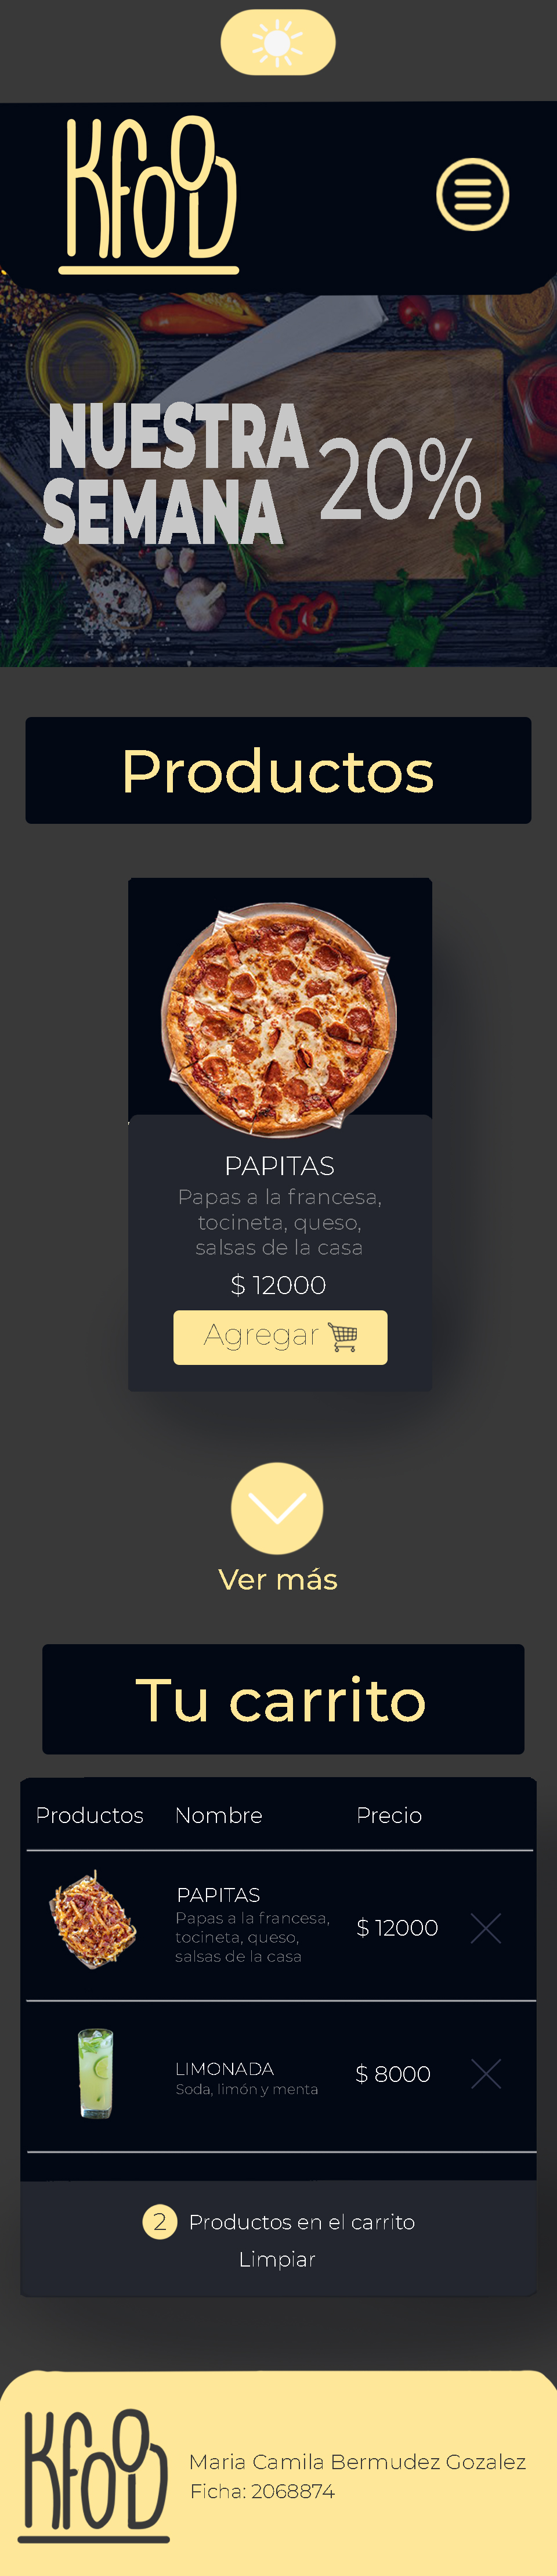 KFOOD
NUESTRA
SEMANA
20%
Productos
PAPITAS
Papas a la francesa,
tocineta, queso,
salsas de la casa
$ 12000
Agregar
Ver más
Tu carrito
Productos Nombre Precio
PAPITAS
Papas a la francesa,
tocineta, queso,
salsas de la casa
$ 12000
LIMONADA
Soda, limón y menta
$ 8000
2 Productos en el carrito
Limpiar
KFOOD
Maria Camila Bermudez Gozalez
Ficha: 2068874